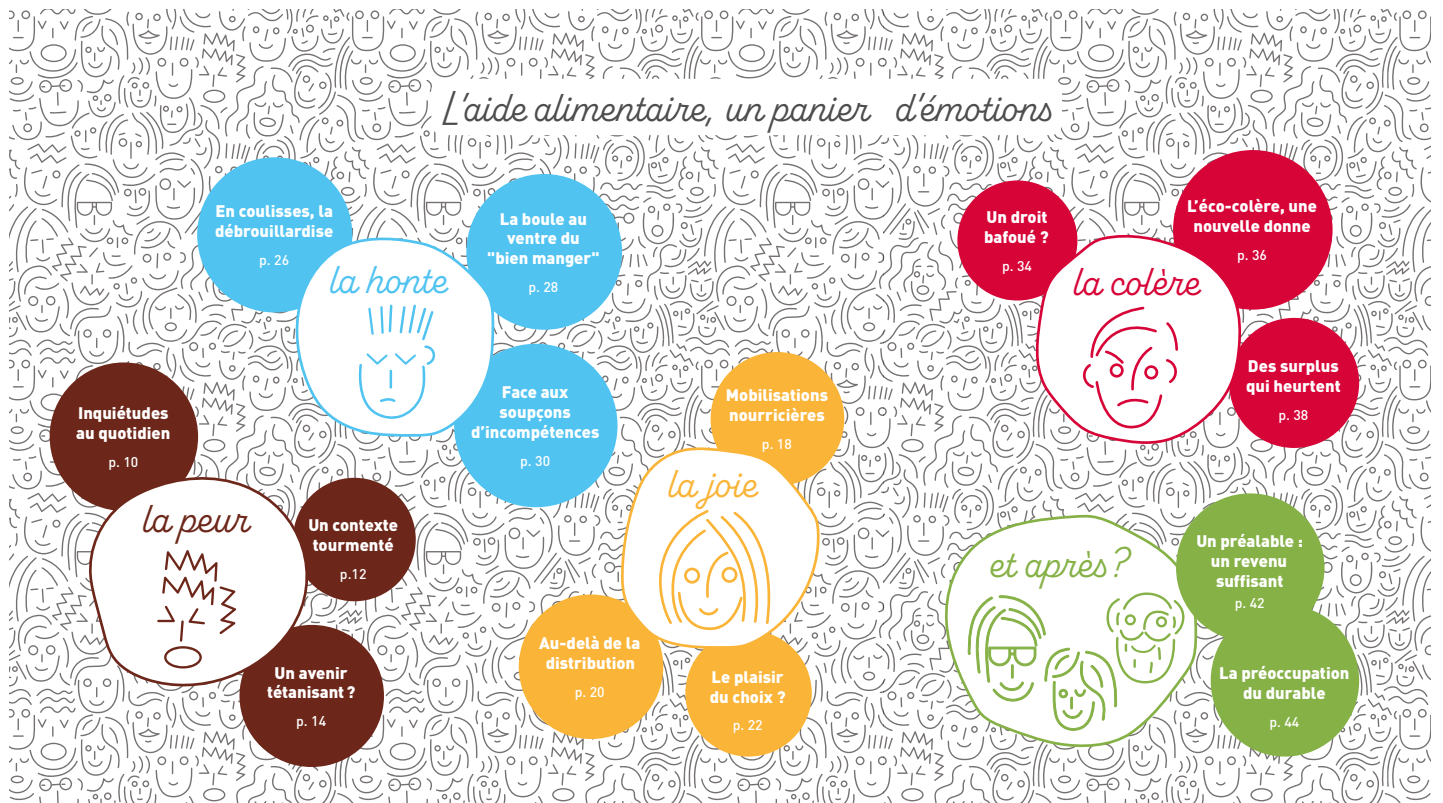 L'aide alimentaire, un panier d'émotions
la honte
En coulisses, la
débrouillardise
p. 26
La boule au
ventre du
"bien manger"
p. 28
Face aux
soupçons
d'incompétences
p. 30
la colère
Un droit
bafoué ?
p. 34
L'éco-colère, une
nouvelle donne
p. 36
Des surplus
qui heurtent
p. 38
la peur
Inquiétudes
au quotidien
p. 10
Un contexte
tourmenté
p.12
Un avenir
tétanisant ?
p. 14
la joie
Mobilisations
nourricières
p. 18
Au-delà de la
distribution
p. 20
Le plaisir
du choix ?
p. 22
et après ?
Un préalable :
un revenu
suffisant
p. 42
La préoccupation
du durable
p. 44